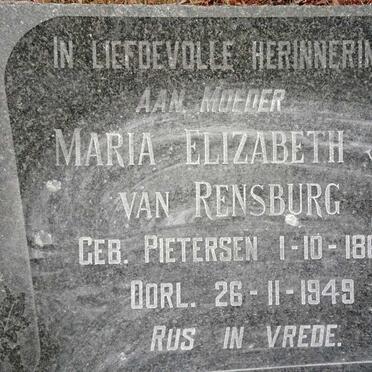 IN LIEFDEVOLLE HERINNERIN
AAN MOEDER
MARIA ELIZABETH
VAN RENSBURG
GEB. PIETERSEN 1-10-18
OORL. 26-11-1949
RUS IN VREDE.